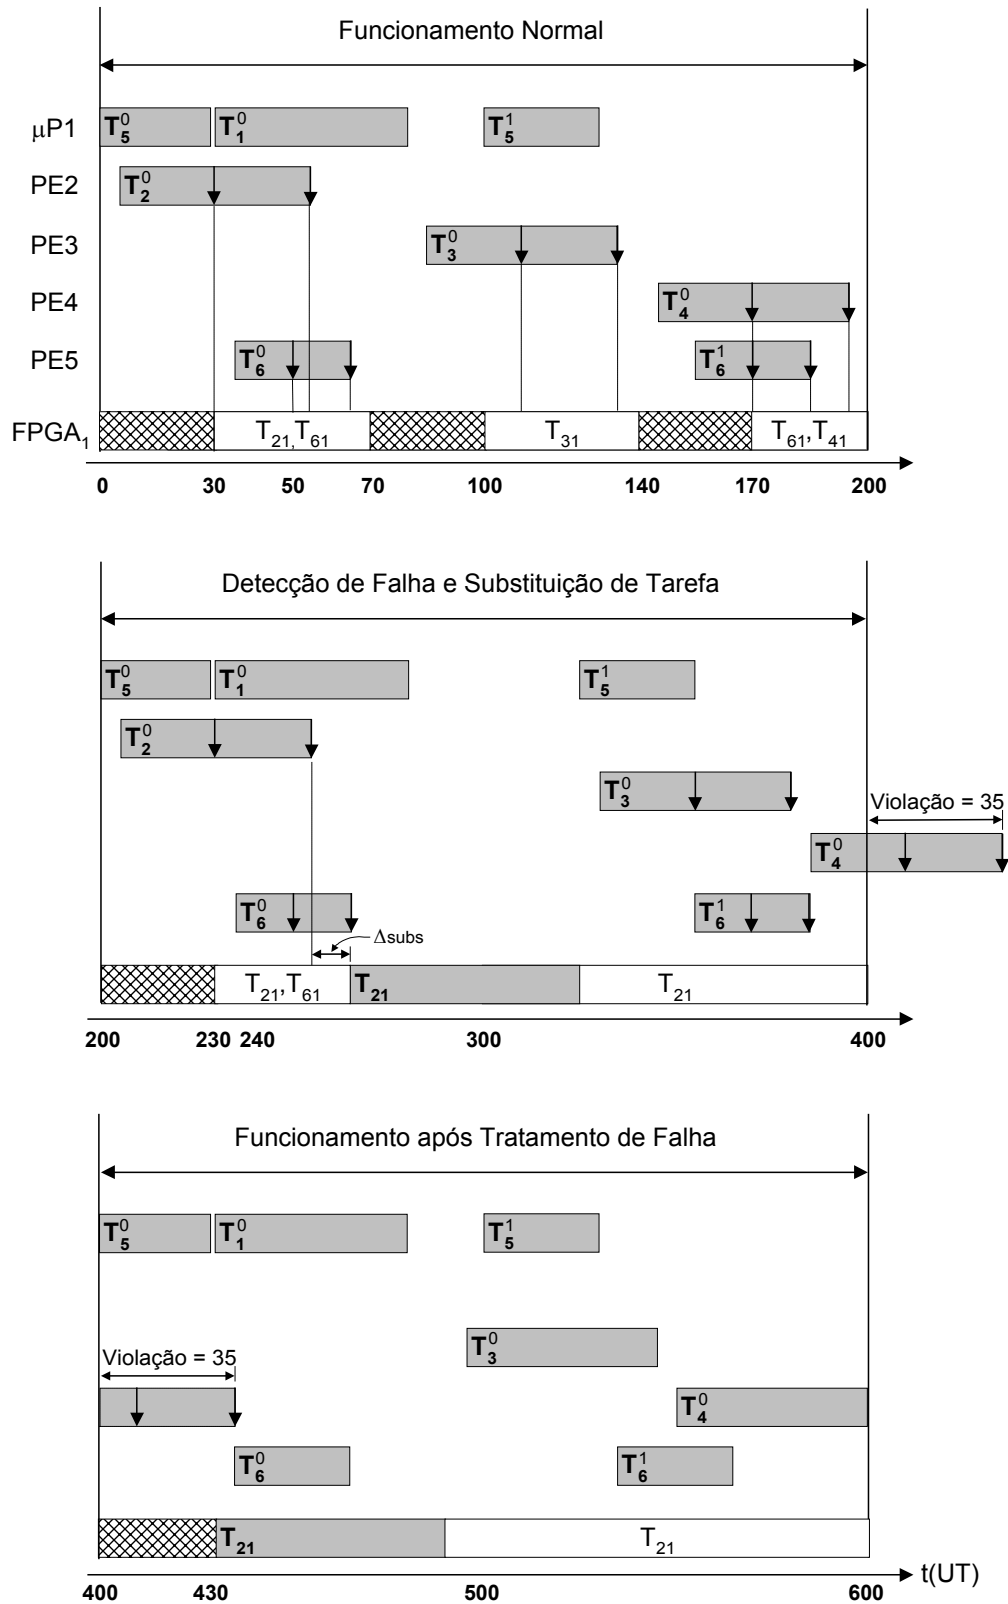 Funcionamento Normal
μP1 T₅⁰ T₁⁰ T₅¹
PE2 T₂⁰
PE3 T₃⁰
PE4 T₄⁰
PE5 T₆⁰ T₆¹
FPGA₁ T₂₁,T₆₁ T₃₁ T₆₁,T₄₁
0 30 50 70 100 140 170 200
Detecção de Falha e Substituição de Tarefa
T₅⁰ T₁⁰ T₅¹
T₂⁰
T₃⁰
Violação = 35
T₄⁰
T₆⁰ T₆¹
Δsubs
T₂₁,T₆₁ T₂₁ T₂₁
200 230 240 300 400
Funcionamento após Tratamento de Falha
T₅⁰ T₁⁰ T₅¹
T₃⁰
Violação = 35
T₄⁰
T₆⁰ T₆¹
T₂₁ T₂₁
t(UT)
400 430 500 600